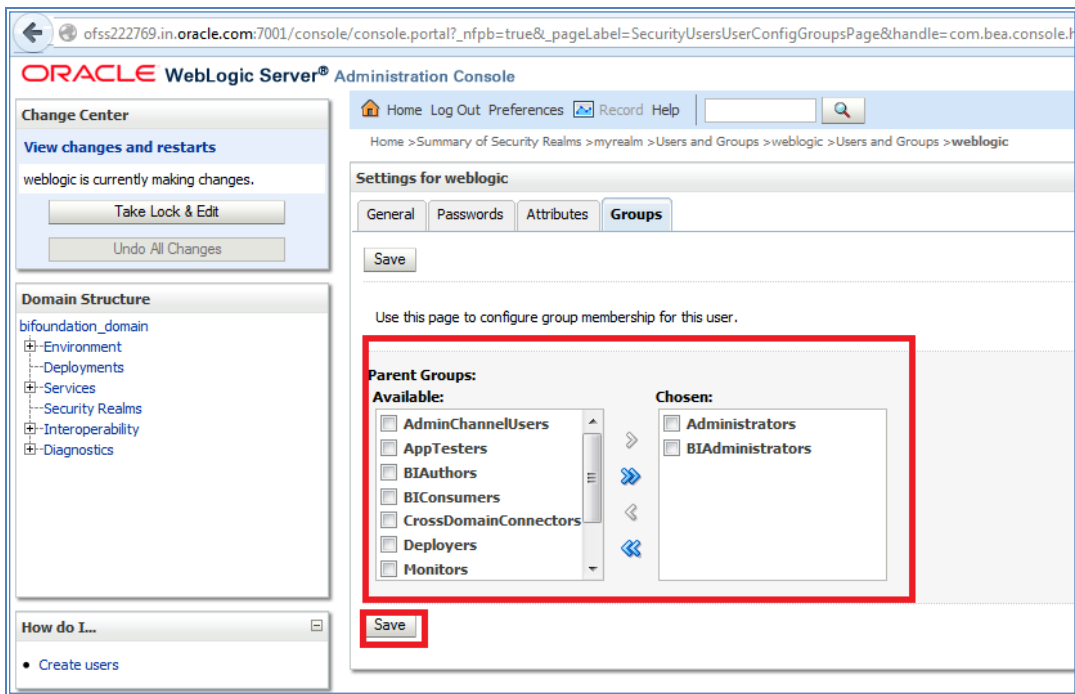 ofss222769.in.oracle.com:7001/console/console.portal?_nfpb=true&_pageLabel=SecurityUsersUserConfigGroupsPage&handle=com.bea.console.h
ORACLE WebLogic Server® Administration Console
Change Center
View changes and restarts
weblogic is currently making changes.
Take Lock & Edit
Undo All Changes
Domain Structure
bifoundation_domain
Environment
Deployments
Services
Security Realms
Interoperability
Diagnostics
How do I...
Create users
Home Log Out Preferences Record Help
Home >Summary of Security Realms >myrealm >Users and Groups >weblogic >Users and Groups >weblogic
Settings for weblogic
General Passwords Attributes Groups
Save
Use this page to configure group membership for this user.
Parent Groups:
Available:
AdminChannelUsers
AppTesters
BIAuthors
BIConsumers
CrossDomainConnectors
Deployers
Monitors
Chosen:
Administrators
BIAdministrators
Save